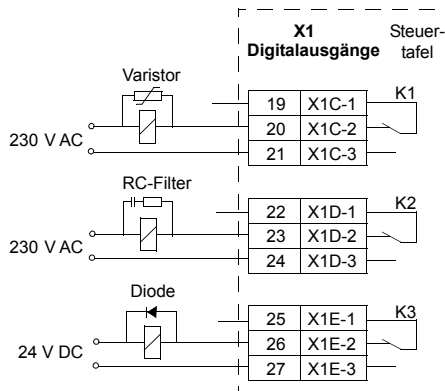 X1 Steuer-
Digitalausgänge tafel
Varistor
19 X1C-1 K1
20 X1C-2
230 V AC
21 X1C-3
RC-Filter
22 X1D-1 K2
23 X1D-2
230 V AC
24 X1D-3
Diode
25 X1E-1 K3
26 X1E-2
24 V DC
27 X1E-3